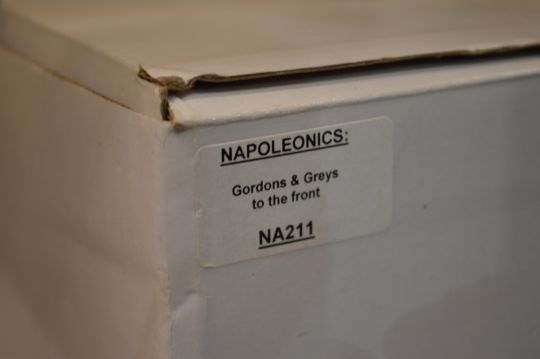 NAPOLEONICS:
Gordons & Greys
to the front
NA211